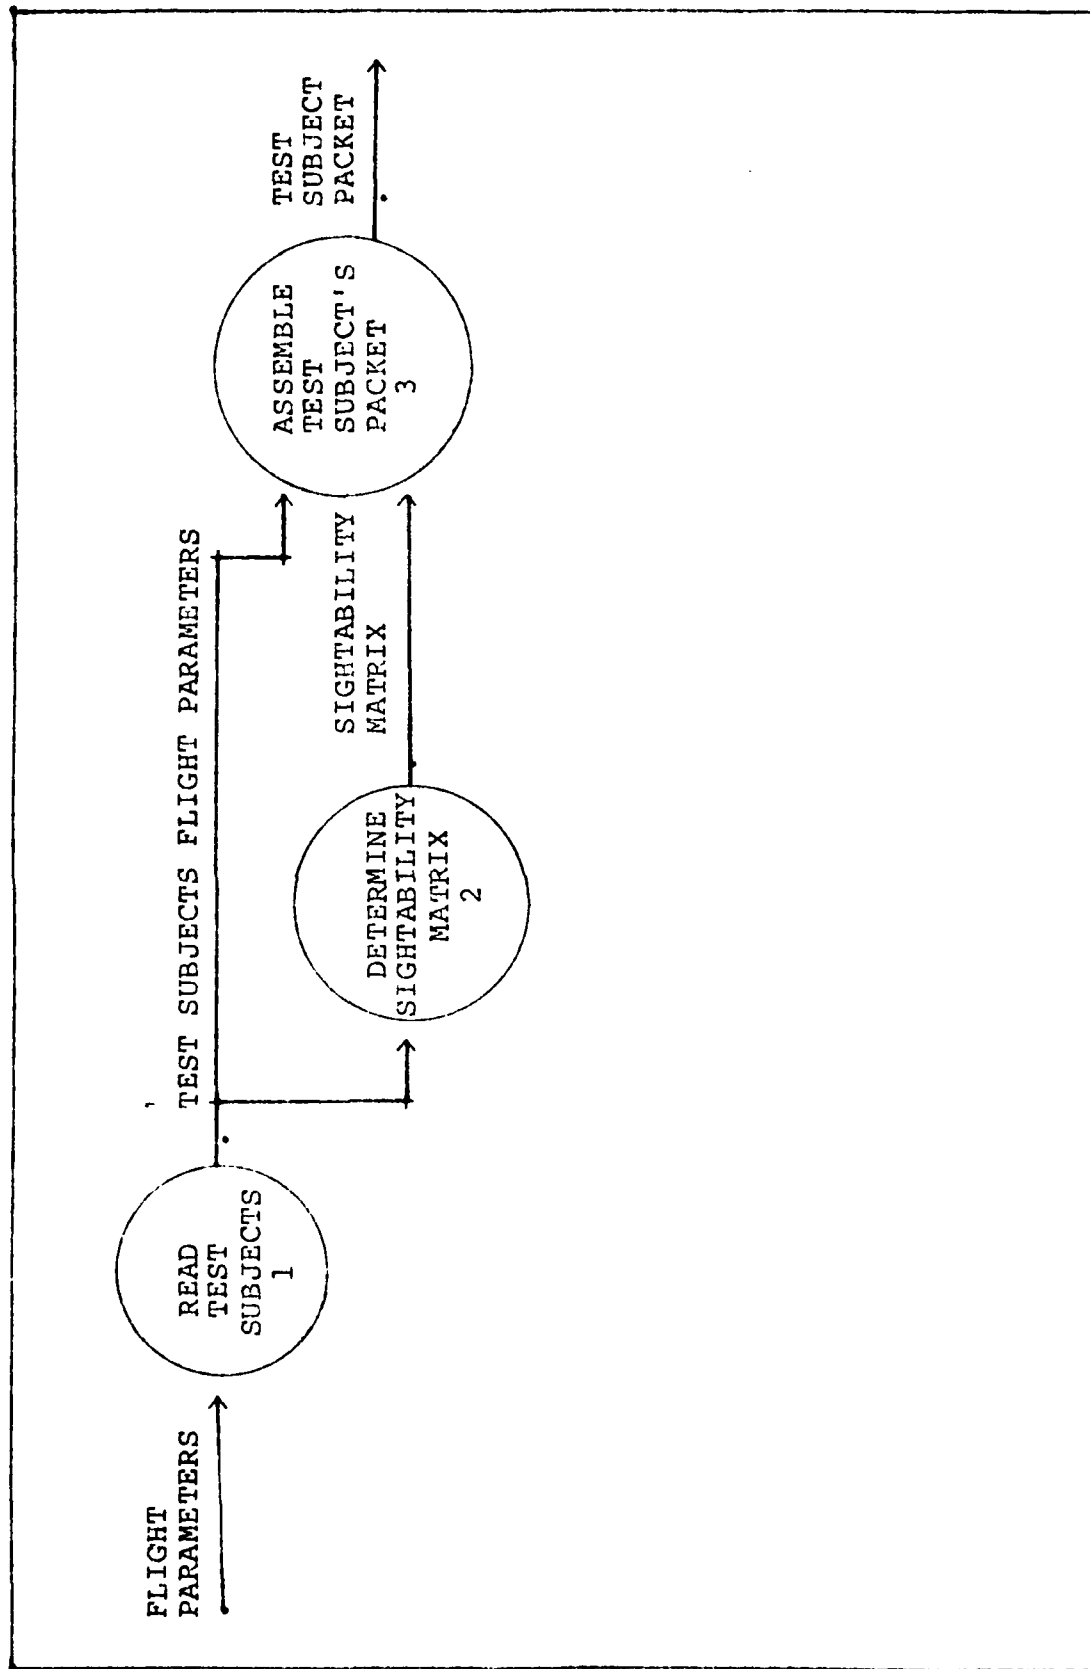 FLIGHT
PARAMETERS
READ
TEST
SUBJECTS
1
TEST SUBJECTS FLIGHT PARAMETERS
DETERMINE
SIGHTABILITY
MATRIX
2
SIGHTABILITY
MATRIX
ASSEMBLE
TEST
SUBJECT'S
PACKET
3
TEST
SUBJECT
PACKET